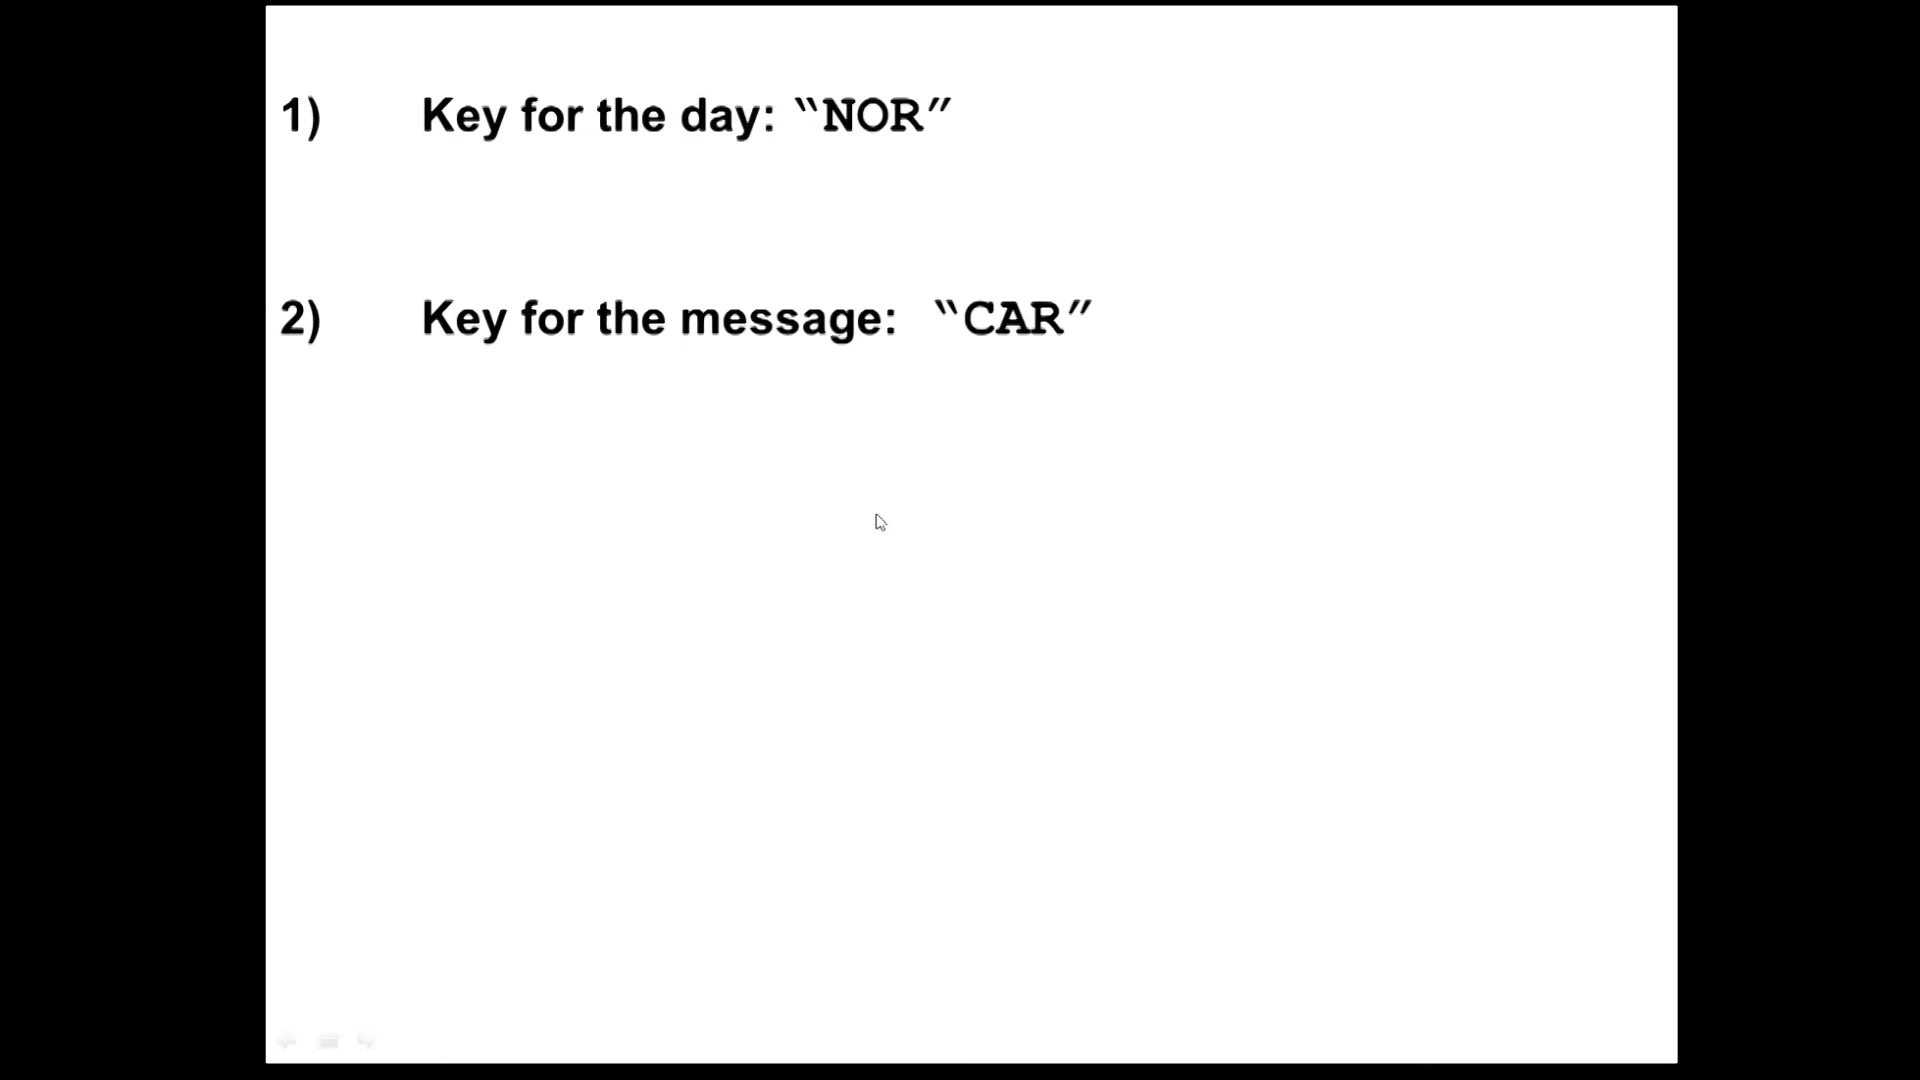 1) Key for the day: “NOR”
2) Key for the message: “CAR”